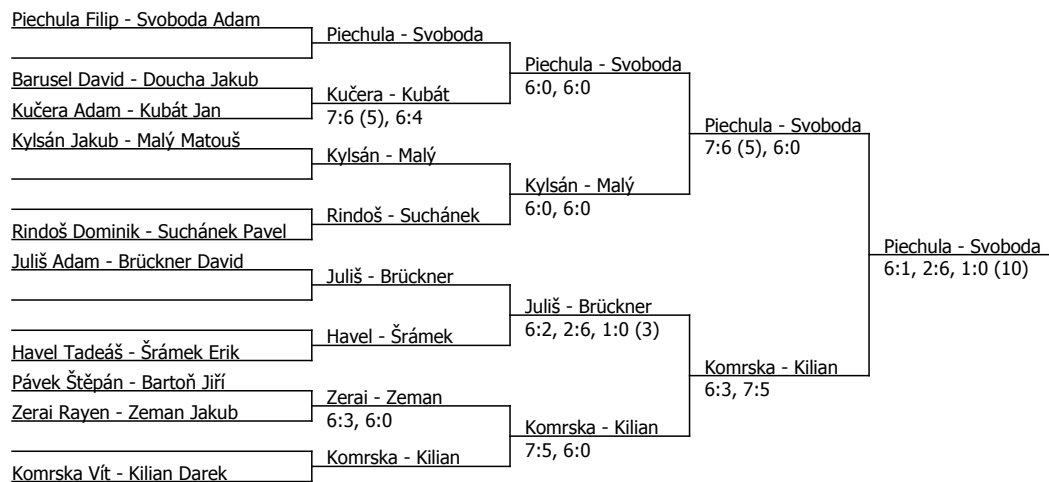 Piechula Filip - Svoboda Adam
Barusel David - Doucha Jakub
Kučera Adam - Kubát Jan
Kylsán Jakub - Malý Matouš
Rindoš Dominik - Suchánek Pavel
Juliš Adam - Brückner David
Havel Tadeáš - Šrámek Erik
Pávek Štěpán - Bartoň Jiří
Zerai Rayen - Zeman Jakub
Komrska Vít - Kilian Darek
Piechula - Svoboda
Kučera - Kubát
7:6 (5), 6:4
Kylsán - Malý
Rindoš - Suchánek
Juliš - Brückner
Havel - Šrámek
Zerai - Zeman
6:3, 6:0
Komrska - Kilian
Piechula - Svoboda
6:0, 6:0
Kylsán - Malý
6:0, 6:0
Juliš - Brückner
6:2, 2:6, 1:0 (3)
Komrska - Kilian
7:5, 6:0
Piechula - Svoboda
7:6 (5), 6:0
Komrska - Kilian
6:3, 7:5
Piechula - Svoboda
6:1, 2:6, 1:0 (10)